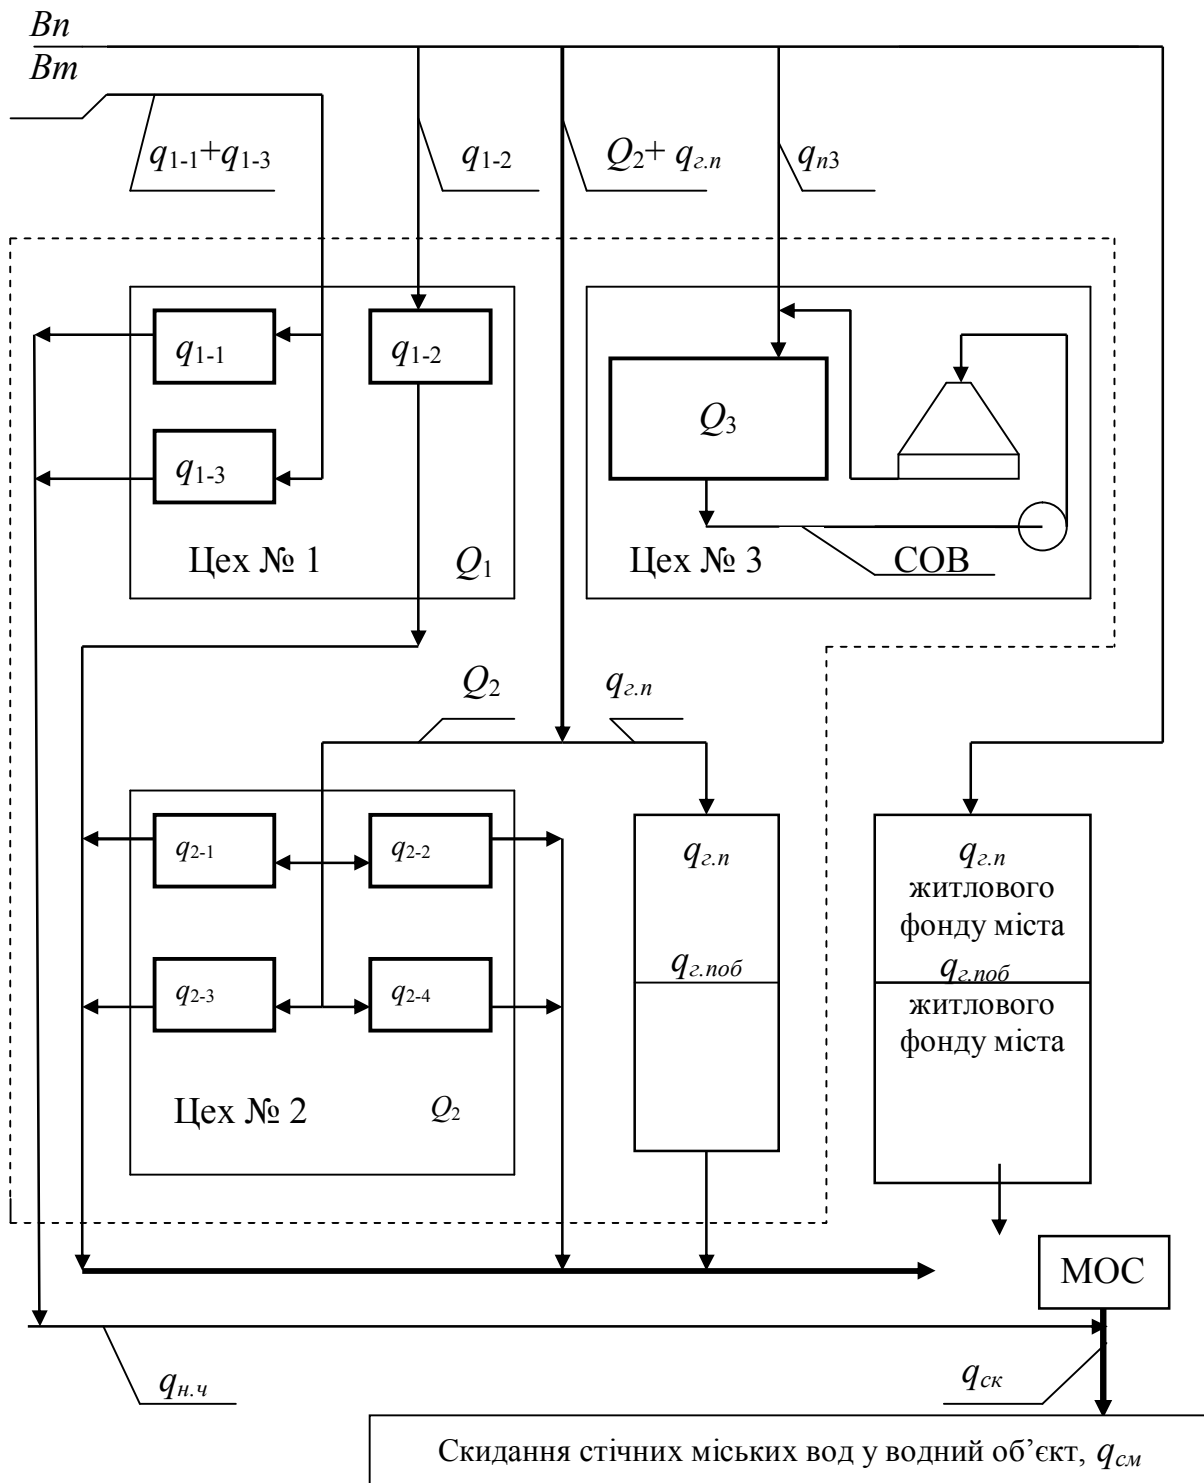 Вп
Вт
q1-1+q1-3
q1-2
Q2+ qг.п
qп3
q1-1
q1-2
Q3
q1-3
Цех № 1
Q1
Цех № 3
СОВ
Q2
qг.п
q2-1
q2-2
qг.п
qг.п
житлового
фонду міста
q2-3
q2-4
qг.поб
qг.поб
житлового
фонду міста
Цех № 2
Q2
МОС
qн.ч
qск
Скидання стічних міських вод у водний об’єкт, qсм